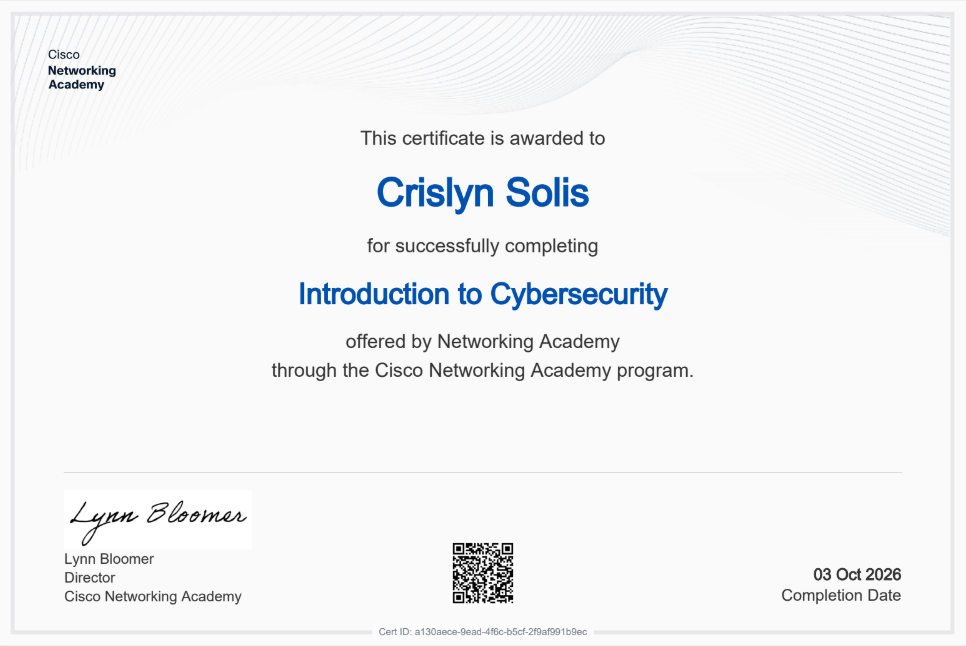 Cisco
Networking
Academy
This certificate is awarded to
Crislyn Solis
for successfully completing
Introduction to Cybersecurity
offered by Networking Academy
through the Cisco Networking Academy program.
Lynn Bloomer
Lynn Bloomer
Director
Cisco Networking Academy
03 Oct 2026
Completion Date
Cert ID: a130aece-9ead-4f6c-b5cf-2f9af991b9ec